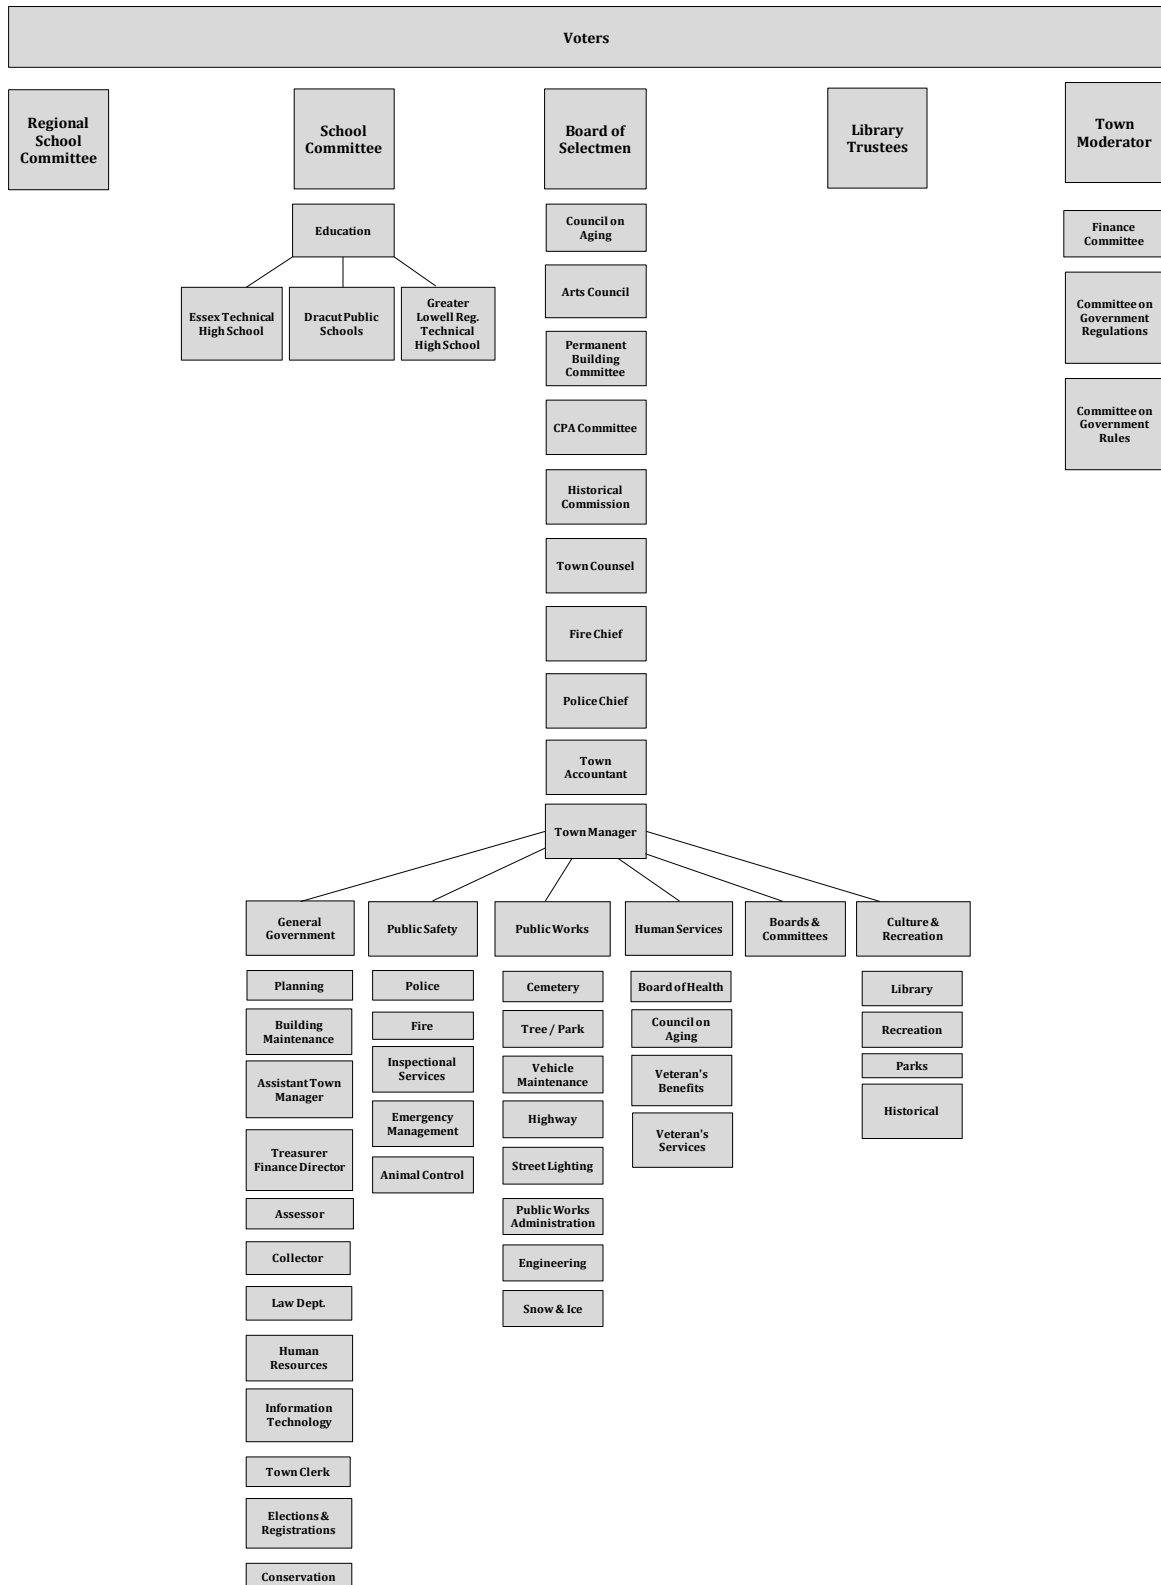 Voters
Regional
School
Committee
School
Committee
Board of
Selectmen
Library
Trustees
Town
Moderator
Education
Essex Technical
High School
Dracut Public
Schools
Greater
Lowell Reg.
Technical
High School
Council on
Aging
Arts Council
Permanent
Building
Committee
CPA Committee
Historical
Commission
Town Counsel
Fire Chief
Police Chief
Town
Accountant
Town Manager
Finance
Committee
Committee on
Government
Regulations
Committee on
Government
Rules
General
Government
Planning
Building
Maintenance
Assistant Town
Manager
Treasurer
Finance Director
Assessor
Collector
Law Dept.
Human
Resources
Information
Technology
Town Clerk
Elections &
Registrations
Conservation
Public Safety
Police
Fire
Inspectional
Services
Emergency
Management
Animal Control
Public Works
Cemetery
Tree / Park
Vehicle
Maintenance
Highway
Street Lighting
Public Works
Administration
Engineering
Snow & Ice
Human Services
Board of Health
Council on
Aging
Veteran's
Benefits
Veteran's
Services
Boards &
Committees
Culture &
Recreation
Library
Recreation
Parks
Historical